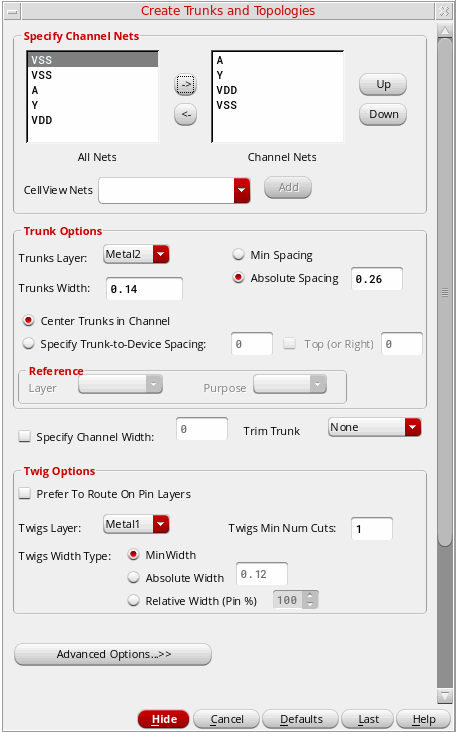 Create Trunks and Topologies
Specify Channel Nets
VSS
VSS
A
Y
VDD
->
<-
A
Y
VDD
VSS
Up
Down
All Nets
Channel Nets
CellView Nets
Add
Trunk Options
Trunks Layer: Metal2
Min Spacing
Trunks Width: 0.14
Absolute Spacing 0.26
Center Trunks in Channel
Specify Trunk-to-Device Spacing: 0 Top (or Right) 0
Reference
Layer Purpose
Specify Channel Width: 0 Trim Trunk None
Twig Options
Prefer To Route On Pin Layers
Twigs Layer: Metal1 Twigs Min Num Cuts: 1
Twigs Width Type: MinWidth
Absolute Width 0.12
Relative Width (Pin %) 100
Advanced Options...>>
Hide Cancel Defaults Last Help